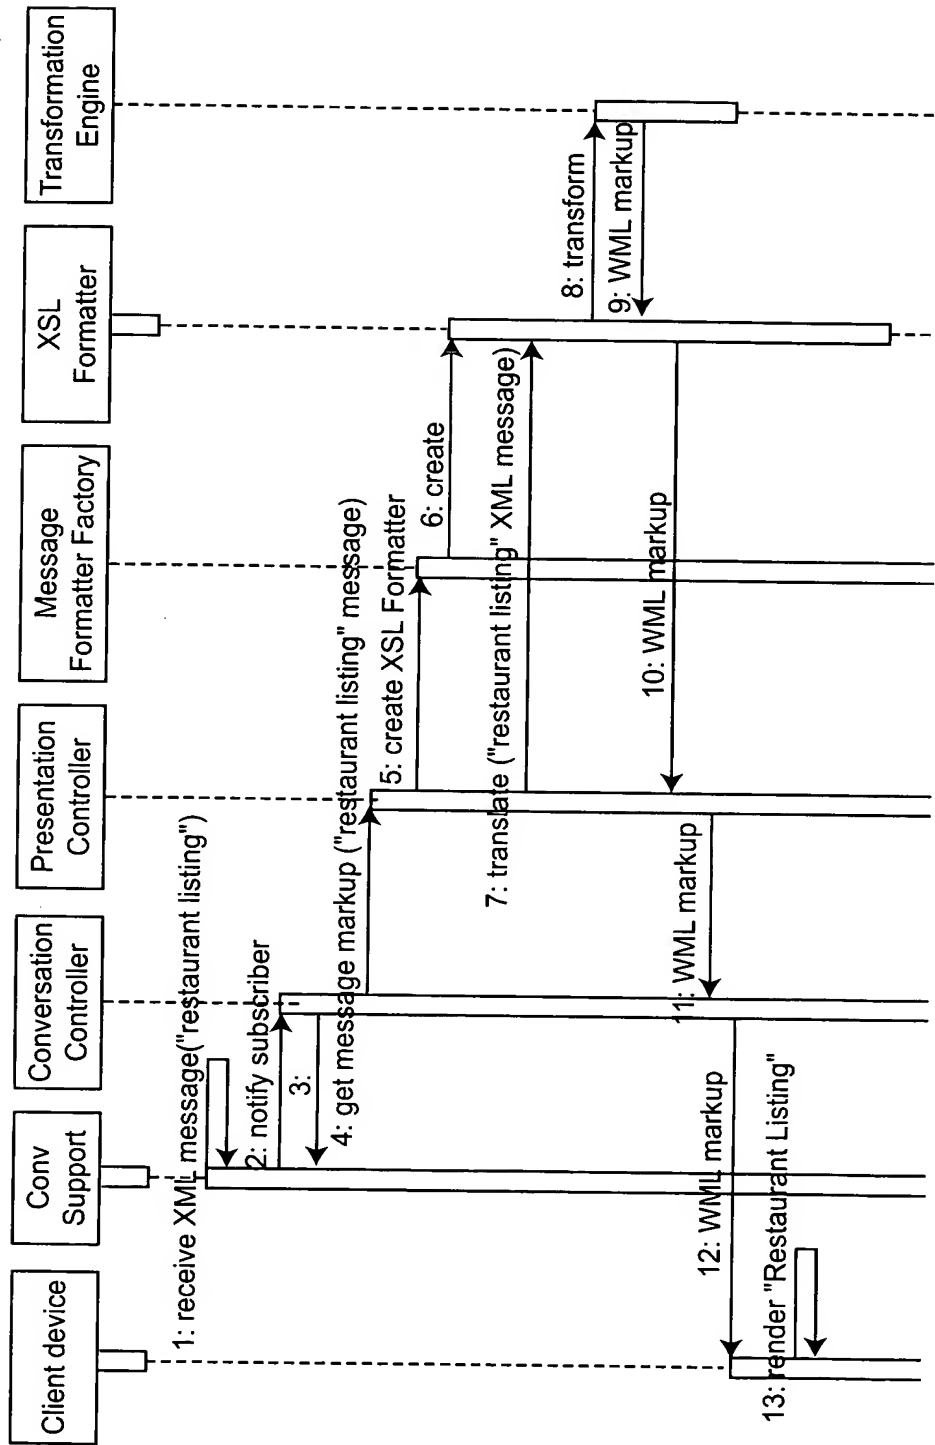 Client device
Conv
Support
Conversation
Controller
Presentation
Controller
Message
Formatter Factory
XSL
Formatter
Transformation
Engine
1: receive XML message("restaurant listing")
2: notify subscriber
3:
4: get message markup ("restaurant listing" message)
5: create XSL Formatter
6: create
7: translate ("restaurant listing" XML message)
8: transform
9: WML markup
10: WML markup
11: WML markup
12: WML markup
13: render "Restaurant Listing"